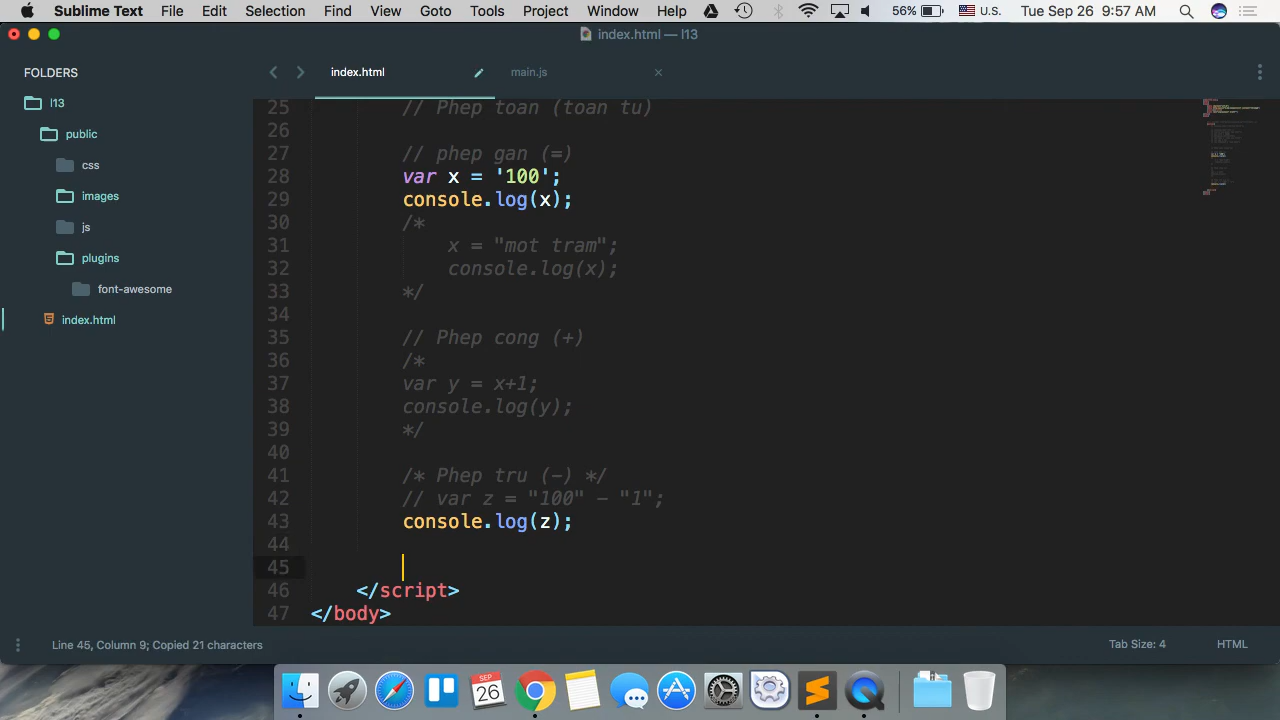 Sublime Text File Edit Selection Find View Goto Tools Project Window Help 56% U.S. Tue Sep 26 9:57 AM
index.html — l13
FOLDERS
l13
public
css
images
js
plugins
font-awesome
index.html
index.html main.js
25 // Phep toan (toan tu)
26
27 // phep gan (=)
28 var x = '100';
29 console.log(x);
30 /*
31 x = "mot tram";
32 console.log(x);
33 */
34
35 // Phep cong (+)
36 /*
37 var y = x+1;
38 console.log(y);
39 */
40
41 /* Phep tru (-) */
42 // var z = "100" - "1";
43 console.log(z);
44
45
46 </script>
47 </body>
Line 45, Column 9; Copied 21 characters Tab Size: 4 HTML
SEP
26